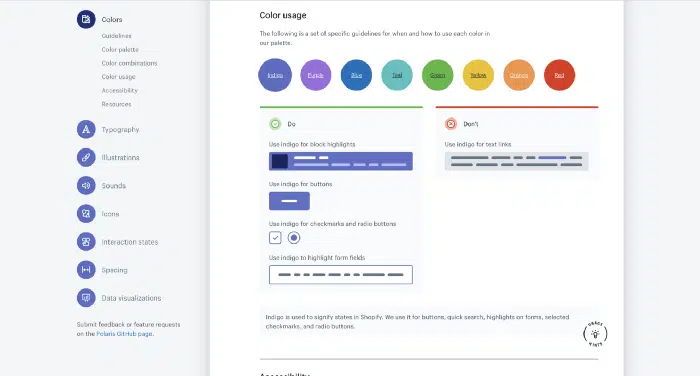 Colors
Guidelines
Color palette
Color combinations
Color usage
Accessibility
Resources
Typography
Illustrations
Sounds
Icons
Interaction states
Spacing
Data visualizations
Submit feedback or feature requests
on the Polaris GitHub page.
Color usage
The following is a set of specific guidelines for when and how to use each color in
our palette.
Indigo
Purple
Blue
Teal
Green
Yellow
Orange
Red
Do
Use indigo for block highlights
Use indigo for buttons
Use indigo for checkmarks and radio buttons
Use indigo to highlight form fields
Don't
Use indigo for text links
Indigo is used to signify states in Shopify. We use it for buttons, quick search, highlights on forms, selected
checkmarks, and radio buttons.
Accessibility